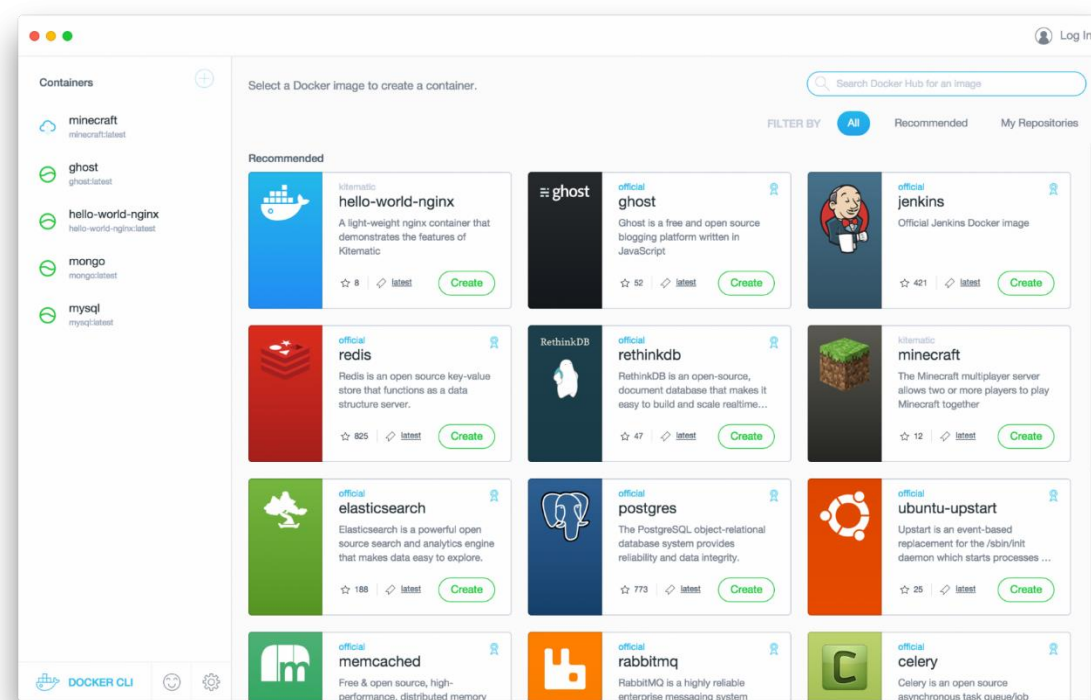 Log In
Containers
Select a Docker image to create a container.
Search Docker Hub for an image
FILTER BY
All
Recommended
My Repositories
minecraft
minecraft:latest
ghost
ghost:latest
hello-world-nginx
hello-world-nginx:latest
mongo
mongo:latest
mysql
mysql:latest
DOCKER CLI
Recommended
kitematic
hello-world-nginx
A light-weight nginx container that
demonstrates the features of
Kitematic
8
latest
Create
ghost
official
ghost
Ghost is a free and open source
blogging platform written in
JavaScript
52
latest
Create
official
jenkins
Official Jenkins Docker image
421
latest
Create
official
redis
Redis is an open source key-value
store that functions as a data
structure server.
825
latest
Create
RethinkDB
official
rethinkdb
RethinkDB is an open-source,
document database that makes it
easy to build and scale realtime...
47
latest
Create
kitematic
minecraft
The Minecraft multiplayer server
allows two or more players to play
Minecraft together
12
latest
Create
official
elasticsearch
Elasticsearch is a powerful open
source search and analytics engine
that makes data easy to explore.
188
latest
Create
official
postgres
The PostgreSQL object-relational
database system provides
reliability and data integrity.
773
latest
Create
official
ubuntu-upstart
Upstart is an event-based
replacement for the /sbin/init
daemon which starts processes ...
25
latest
Create
m
official
memcached
Free & open source, high-
performance, distributed memory
official
rabbitmq
RabbitMQ is a highly reliable
enterprise messaging system
C
official
celery
Celery is an open source
asynchronous task queue/job